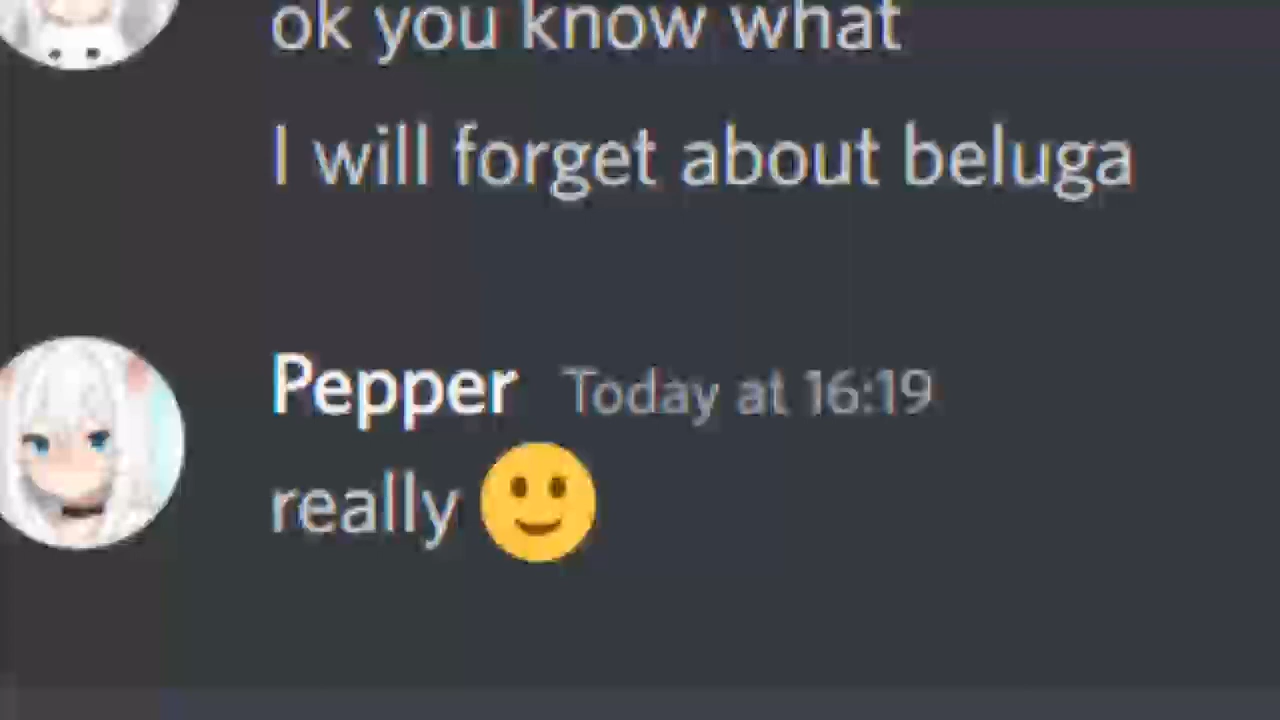 ok you know what
I will forget about beluga
Pepper Today at 16:19
really 🙂